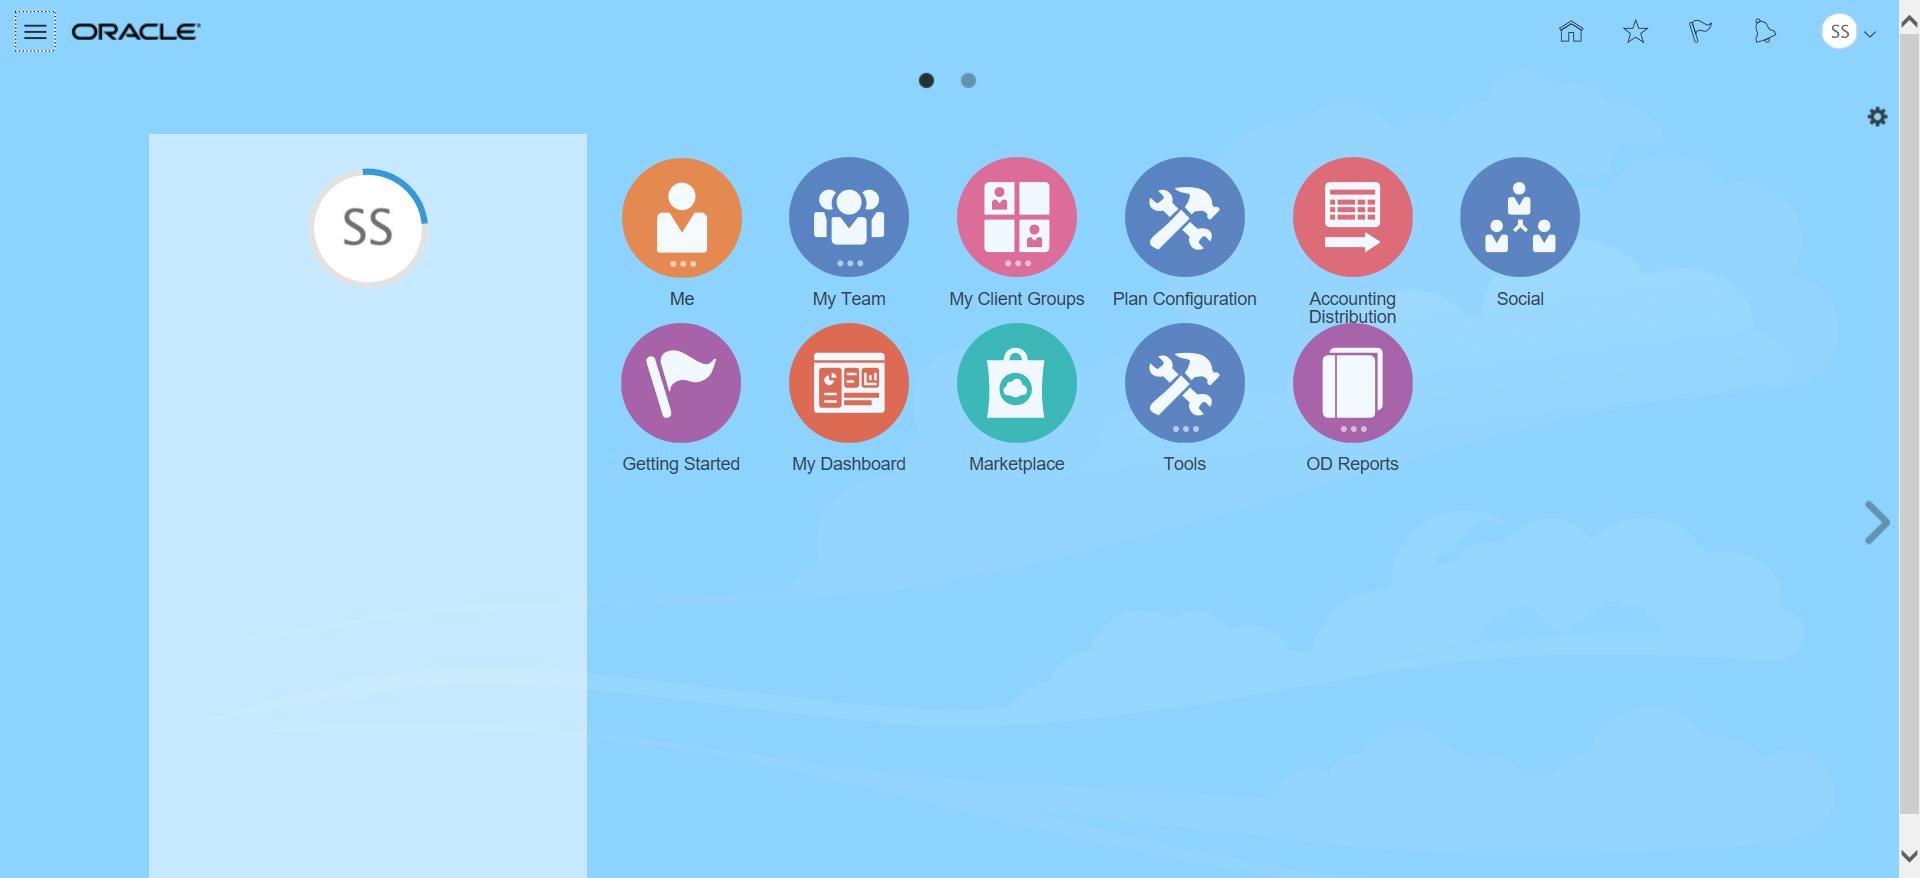 ORACLE
SS
SS
Me
My Team
My Client Groups
Plan Configuration
Accounting
Distribution
Social
Getting Started
My Dashboard
Marketplace
Tools
OD Reports